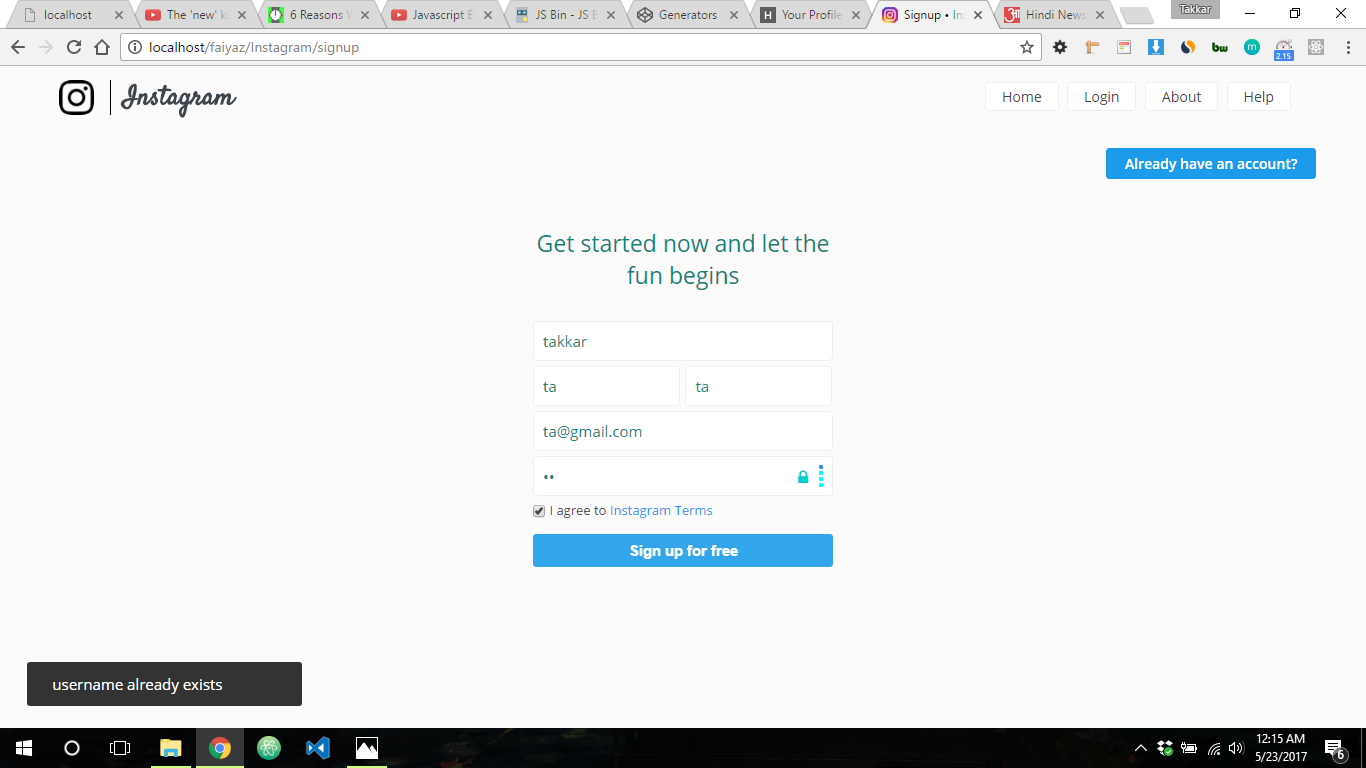 localhost
The 'new' k
6 Reasons
Javascript E
JS Bin - JS B
Generators
Your Profile
Signup • In
Hindi News
Takkar
localhost/faiyaz/Instagram/signup
bw
m
2.15
Instagram
Home
Login
About
Help
Already have an account?
Get started now and let the
fun begins
takkar
ta
ta
ta@gmail.com
••
I agree to Instagram Terms
Sign up for free
username already exists
12:15 AM
5/23/2017
6